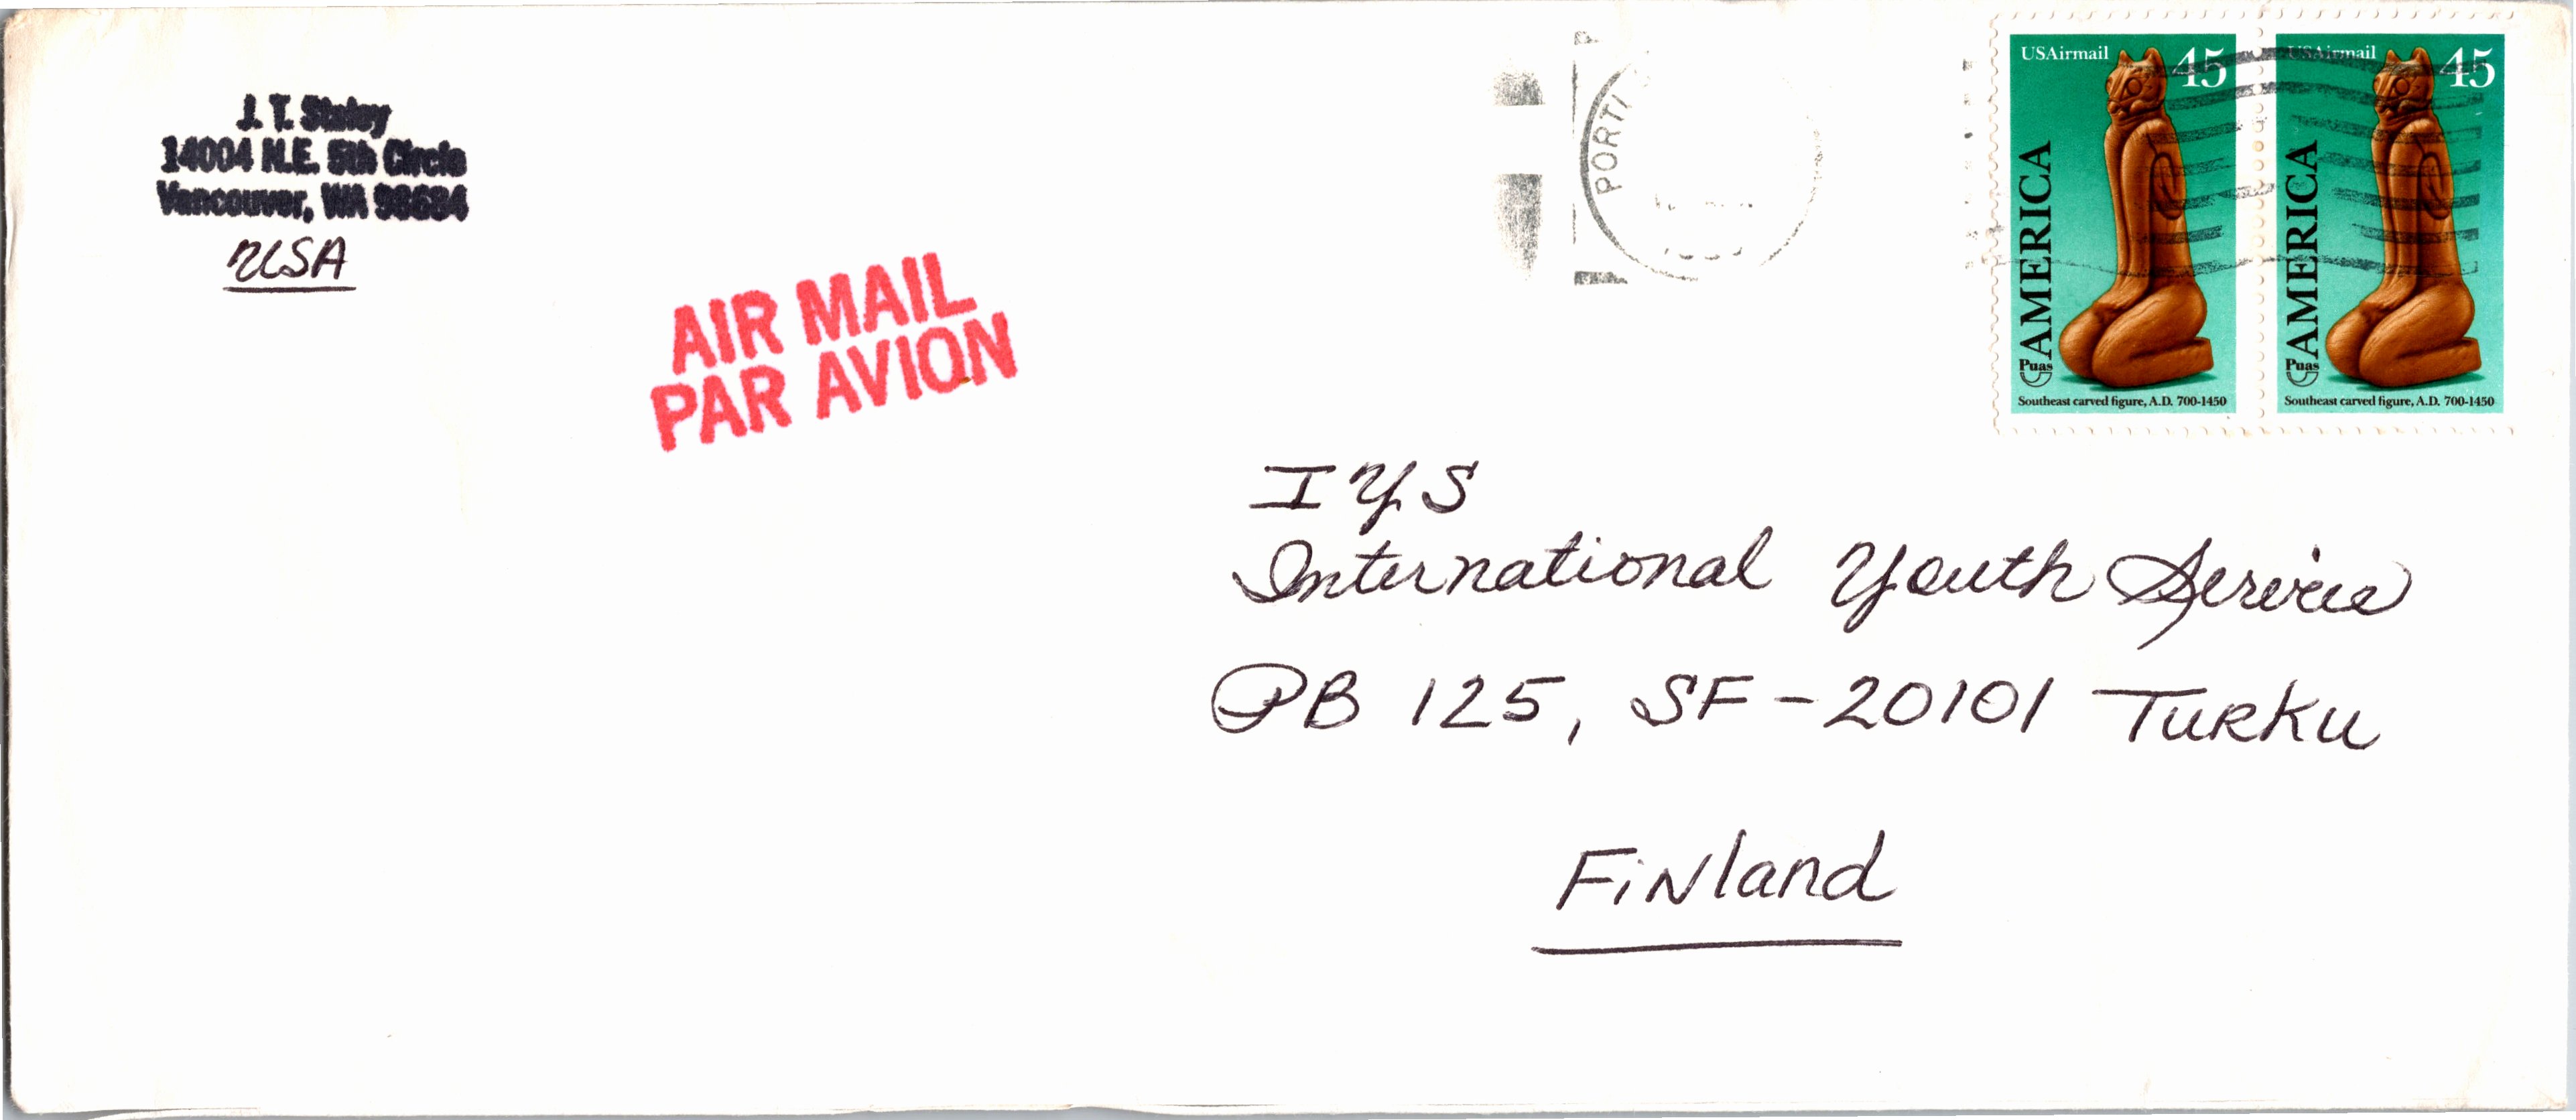 J. T. Staley
14004 N.E. 5th Circle
Vancouver, WA 98684
USA
AIR MAIL
PAR AVION
PORT
USAirmail 45
AMERICA
Puas
Southeast carved figure, A.D. 700-1450
USAirmail 45
AMERICA
Puas
Southeast carved figure, A.D. 700-1450
IYS
International Youth Service
PB 125, SF-20101 TURKU
FiNland